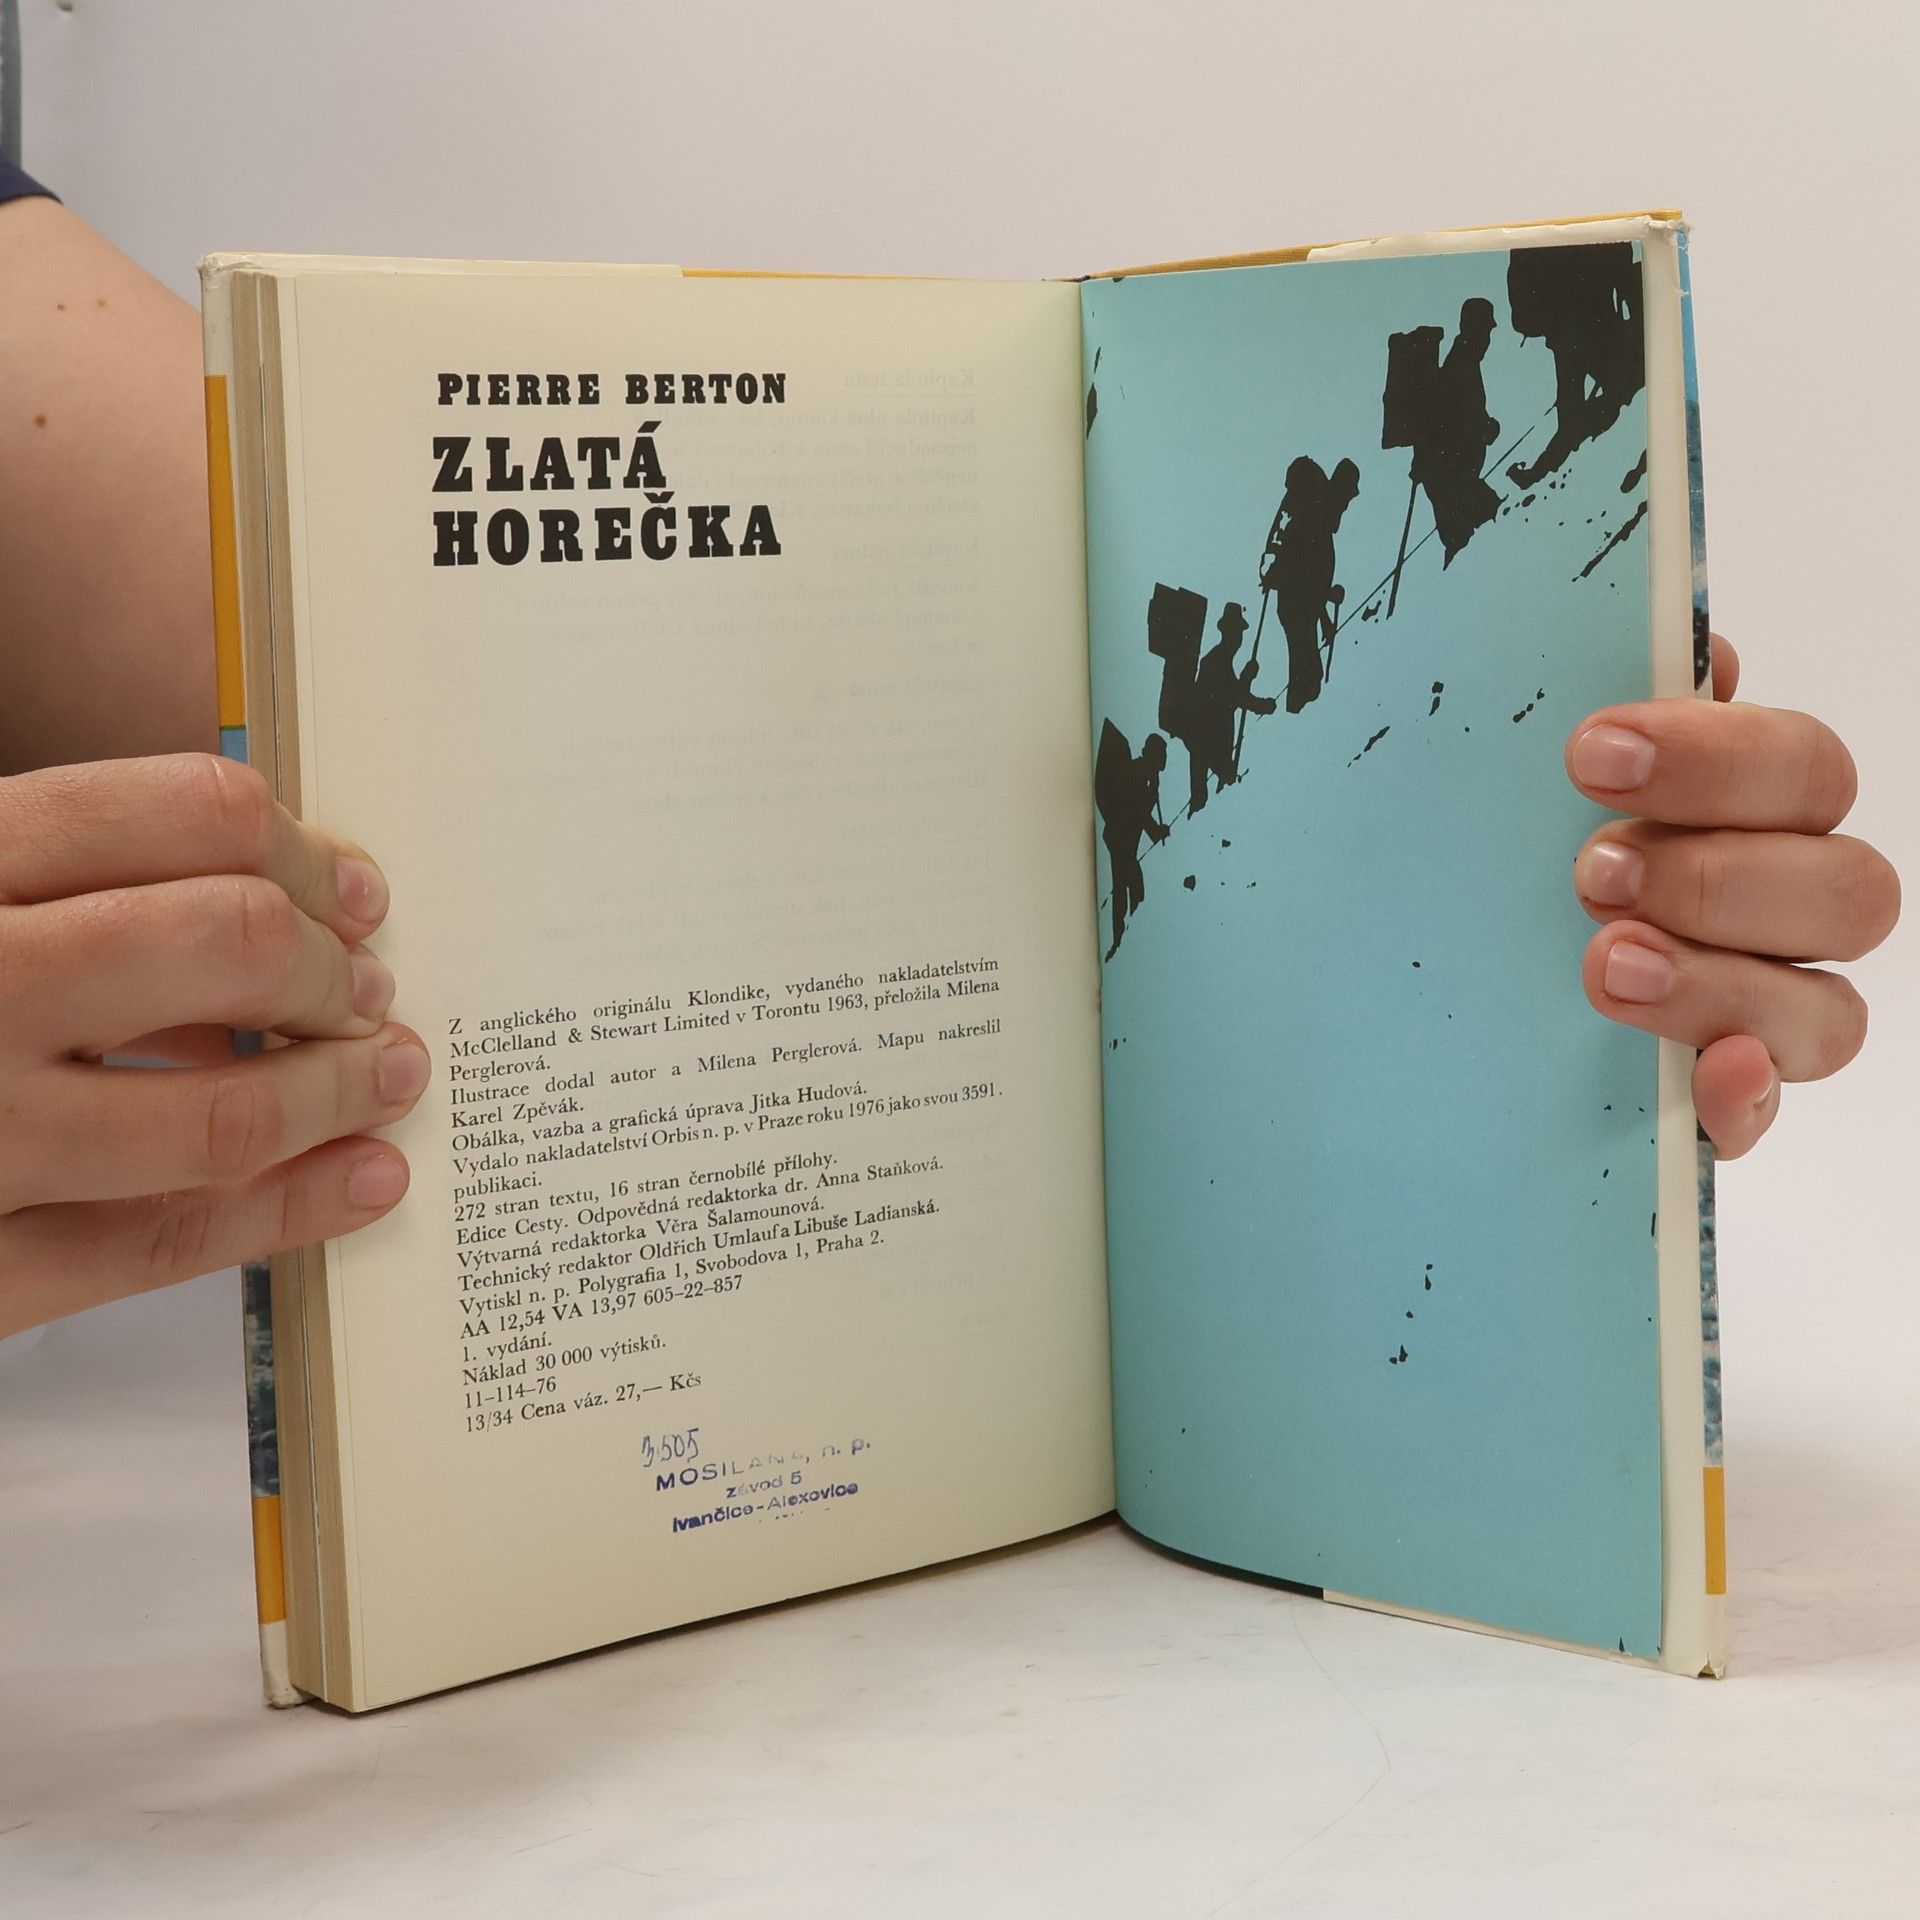 PIERRE BERTON
ZLATÁ
HOREČKA
Z anglického originálu Klondike, vydaného nakladatelstvím
McClelland & Stewart Limited v Torontu 1963, přeložila Milena
Perglerová.
Ilustrace dodal autor a Milena Perglerová. Mapu nakreslil
Karel Zpěvák.
Obálka, vazba a grafická úprava Jitka Hudová.
Vydalo nakladatelství Orbis n. p. v Praze roku 1976 jako svou 3591.
publikaci.
272 stran textu, 16 stran černobílé přílohy.
Edice Cesty. Odpovědná redaktorka dr. Anna Staňková.
Výtvarná redaktorka Věra Šalamounová.
Technický redaktor Oldřich Umlauf a Libuše Ladianská.
Vytiskl n. p. Polygrafia 1, Svobodova 1, Praha 2.
AA 12,54 VA 13,97 605–22–857
1. vydání.
Náklad 30 000 výtisků.
11–114–76
13/34 Cena váz. 27,— Kčs
3505
MOSILANA, n. p.
závod 5
Ivančice-Alexovice